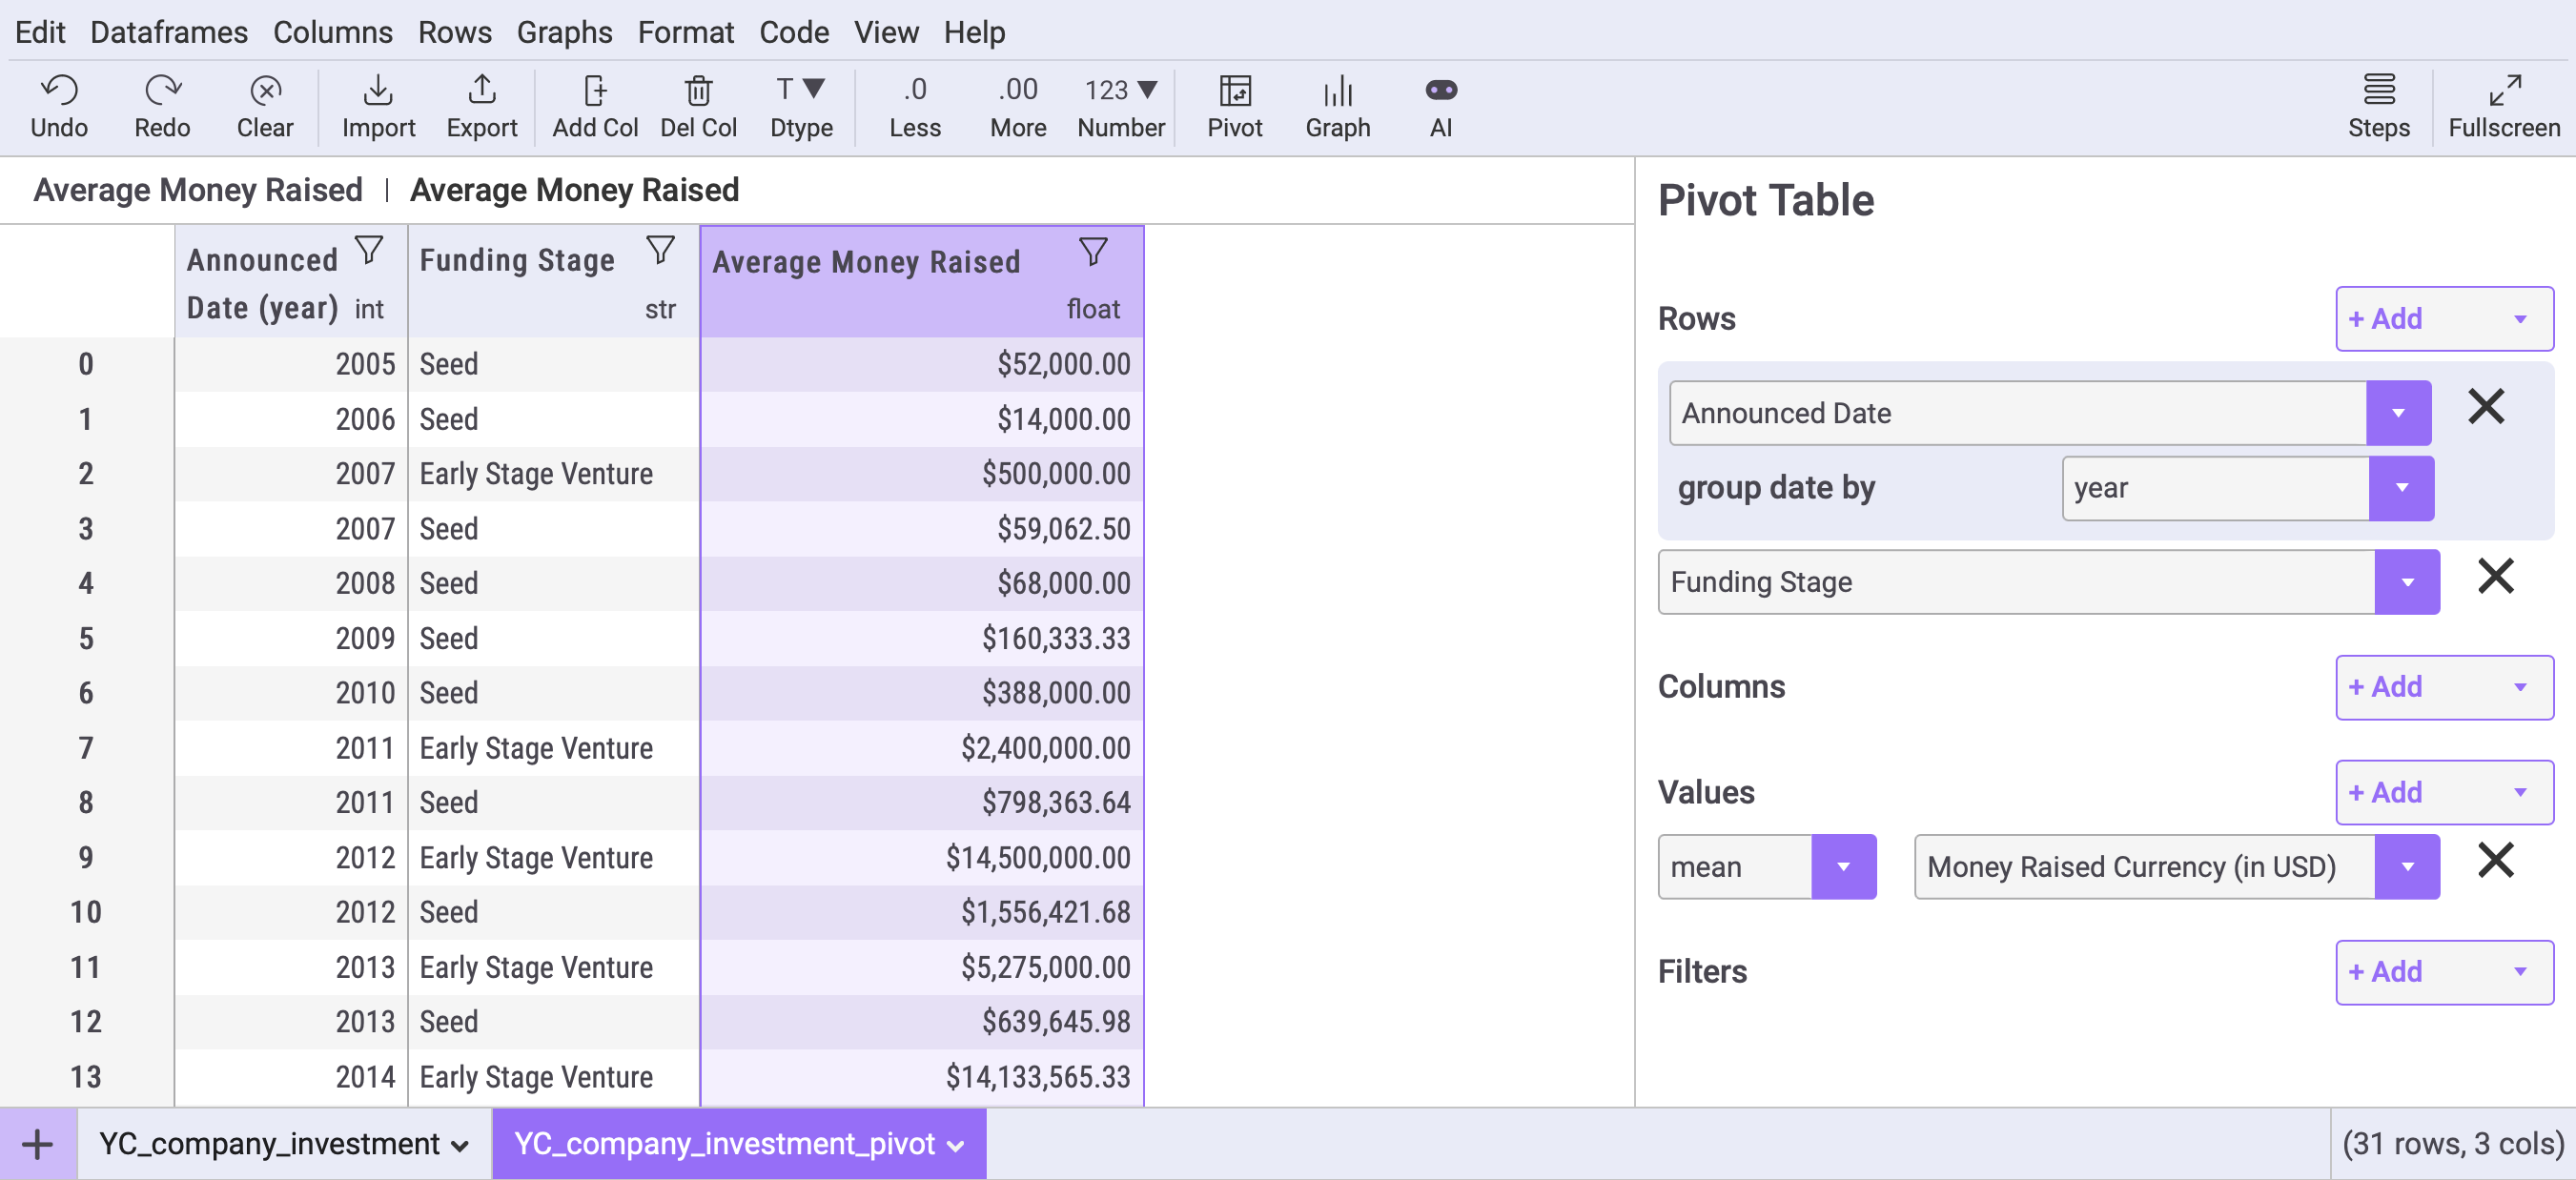 Edit Dataframes Columns Rows Graphs Format Code View Help
Undo Redo Clear Import Export Add Col Del Col T Dtype .0 Less .00 More 123 Number Pivot Graph AI Steps Fullscreen
Average Money Raised | Average Money Raised
Announced Date (year) int Funding Stage str Average Money Raised float
0 2005 Seed $52,000.00
1 2006 Seed $14,000.00
2 2007 Early Stage Venture $500,000.00
3 2007 Seed $59,062.50
4 2008 Seed $68,000.00
5 2009 Seed $160,333.33
6 2010 Seed $388,000.00
7 2011 Early Stage Venture $2,400,000.00
8 2011 Seed $798,363.64
9 2012 Early Stage Venture $14,500,000.00
10 2012 Seed $1,556,421.68
11 2013 Early Stage Venture $5,275,000.00
12 2013 Seed $639,645.98
13 2014 Early Stage Venture $14,133,565.33
Pivot Table
Rows + Add
Announced Date
group date by year
Funding Stage
Columns + Add
Values + Add
mean Money Raised Currency (in USD)
Filters + Add
+ YC_company_investment YC_company_investment_pivot (31 rows, 3 cols)